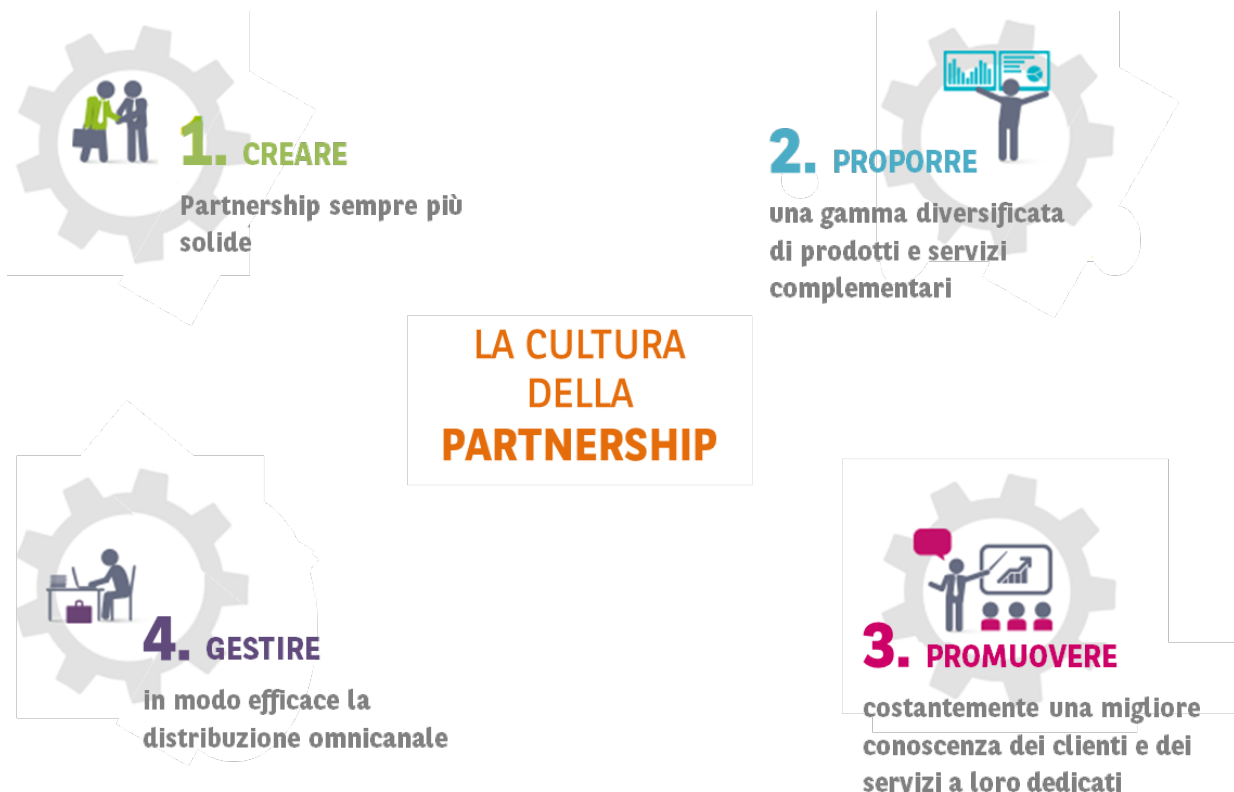 1. CREARE
Partnership sempre più
solide
2. PROPORRE
una gamma diversificata
di prodotti e servizi
complementari
LA CULTURA
DELLA
PARTNERSHIP
4. GESTIRE
in modo efficace la
distribuzione omnicanale
3. PROMUOVERE
costantemente una migliore
conoscenza dei clienti e dei
servizi a loro dedicati